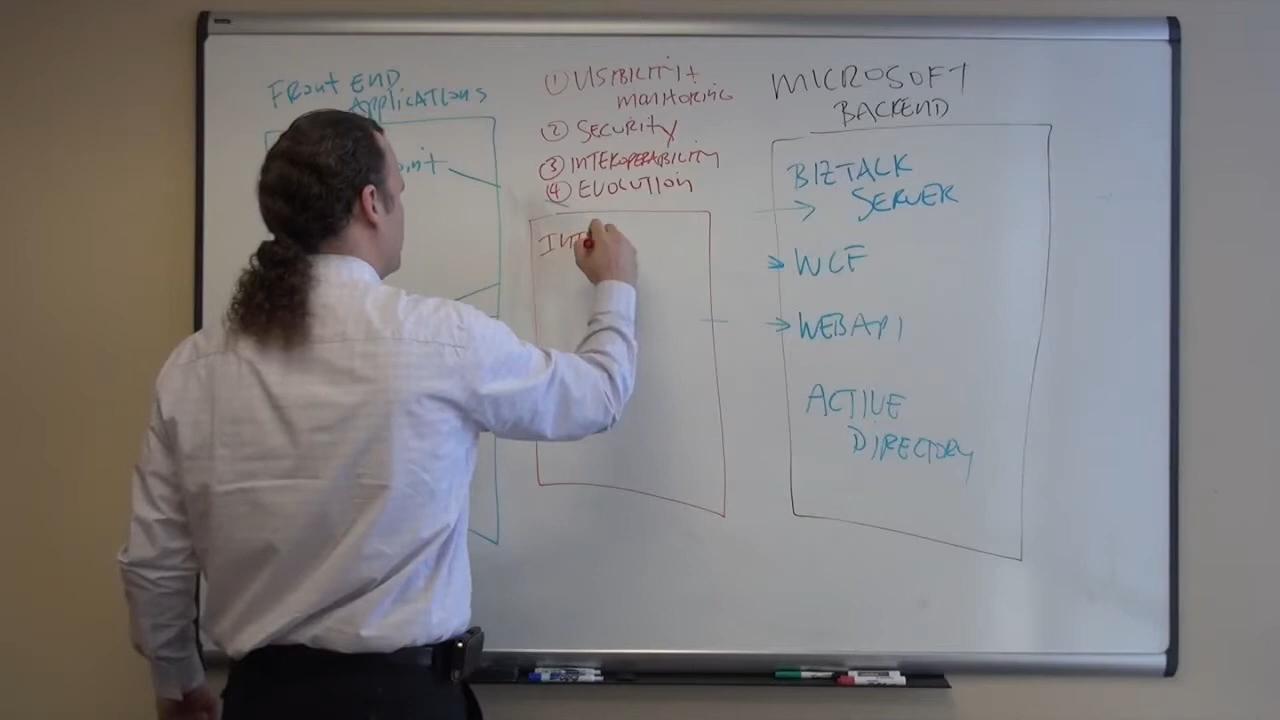 FRONT END
APPLICATIONS
① VISIBILITY +
MONITORING
② SECURITY
③ INTEROPERABILITY
④ EVOLUTION
MICROSOFT
BACKEND
BIZTALK
SERVER
WCF
WEBAPI
ACTIVE
DIRECTORY